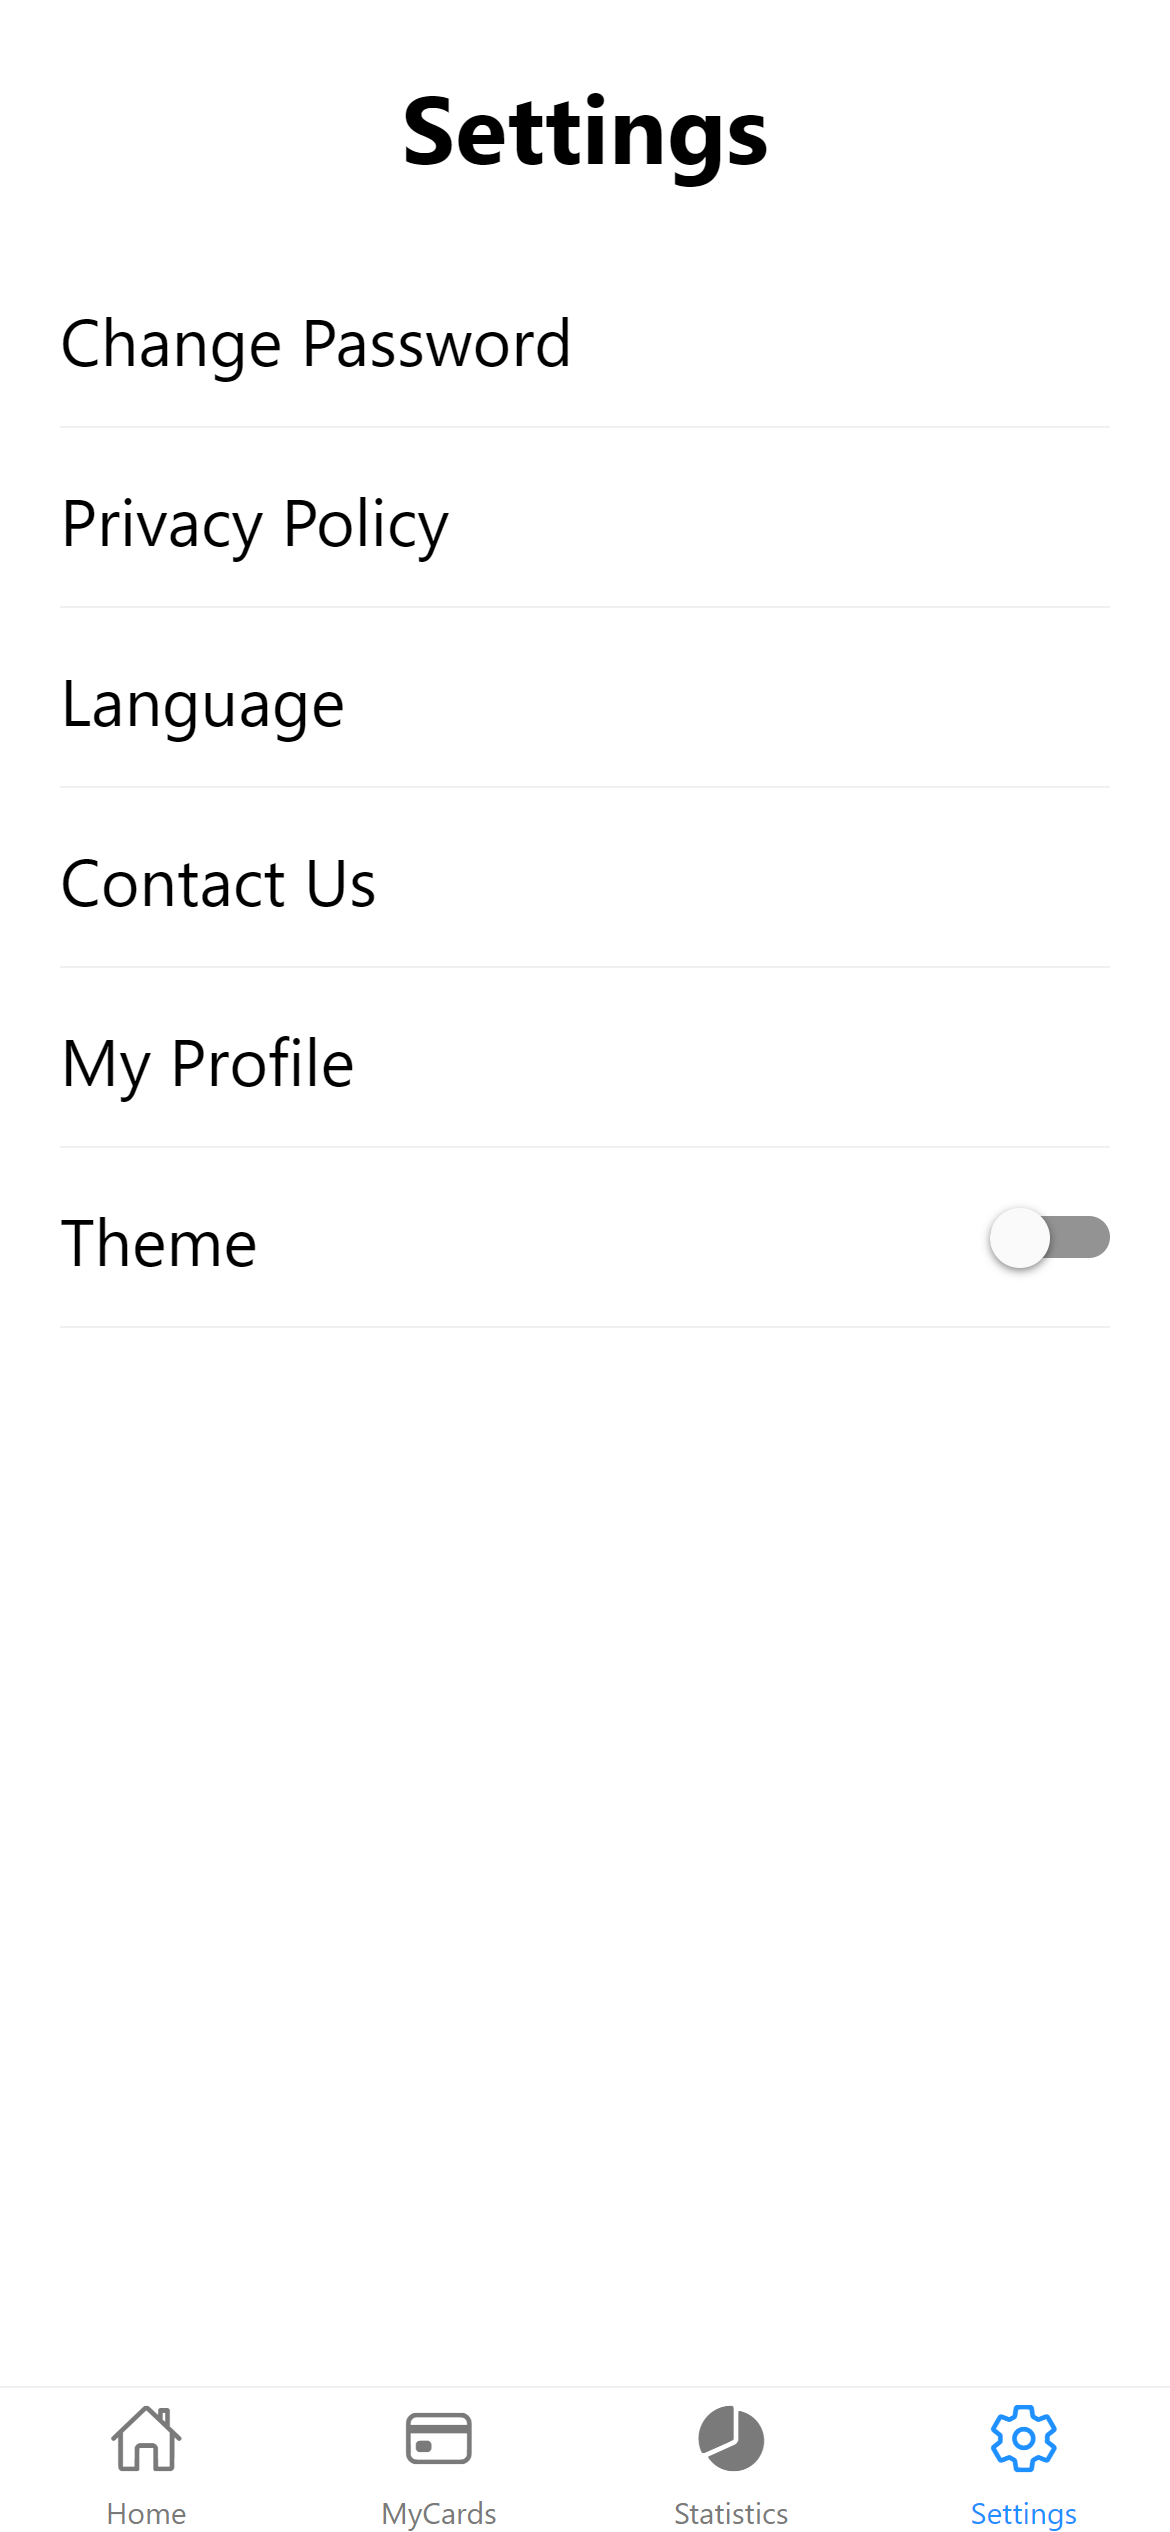 Settings
Change Password
Privacy Policy
Language
Contact Us
My Profile
Theme
Home
MyCards
Statistics
Settings